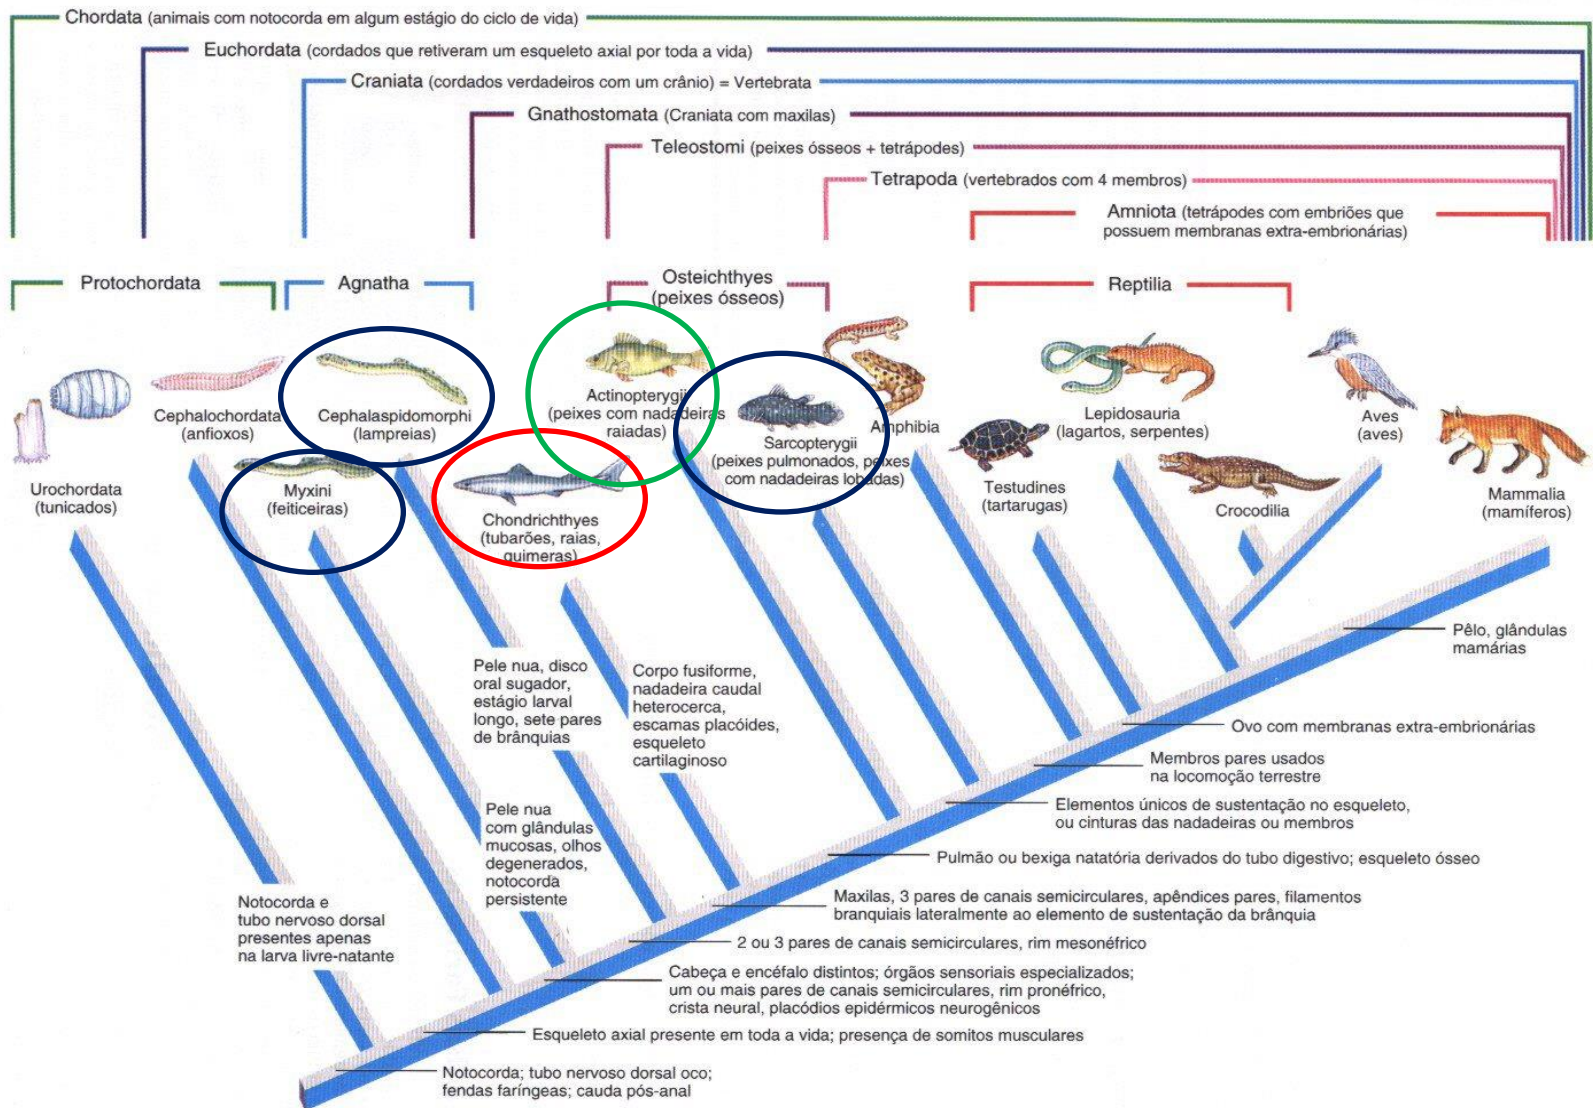 Chordata (animais com notocorda em algum estágio do ciclo de vida)
Euchordata (cordados que retiveram um esqueleto axial por toda a vida)
Craniata (cordados verdadeiros com um crânio) = Vertebrata
Gnathostomata (Craniata com maxilas)
Teleostomi (peixes ósseos + tetrápodes)
Tetrapoda (vertebrados com 4 membros)
Amniota (tetrápodes com embriões que
possuem membranas extra-embrionárias)
Protochordata
Agnatha
Osteichthyes
(peixes ósseos)
Reptilia
Urochordata
(tunicados)
Cephalochordata
(anfioxos)
Cephalaspidomorphi
(lampreias)
Myxini
(feiticeiras)
Chondrichthyes
(tubarões, raias,
quimeras)
Actinopterygii
(peixes com nadadeiras
raiadas)
Sarcopterygii
(peixes pulmonados, peixes
com nadadeiras lobadas)
Amphibia
Testudines
(tartarugas)
Lepidosauria
(lagartos, serpentes)
Crocodilia
Aves
(aves)
Mammalia
(mamíferos)
Pêlo, glândulas
mamárias
Ovo com membranas extra-embrionárias
Membros pares usados
na locomoção terrestre
Elementos únicos de sustentação no esqueleto,
ou cinturas das nadadeiras ou membros
Pulmão ou bexiga natatória derivados do tubo digestivo; esqueleto ósseo
Maxilas, 3 pares de canais semicirculares, apêndices pares, filamentos
branquiais lateralmente ao elemento de sustentação da brânquia
2 ou 3 pares de canais semicirculares, rim mesonéfrico
Cabeça e encéfalo distintos; órgãos sensoriais especializados;
um ou mais pares de canais semicirculares, rim pronéfrico,
crista neural, placódios epidérmicos neurogênicos
Esqueleto axial presente em toda a vida; presença de somitos musculares
Notocorda; tubo nervoso dorsal oco;
fendas faríngeas; cauda pós-anal
Notocorda e
tubo nervoso dorsal
presentes apenas
na larva livre-natante
Pele nua
com glândulas
mucosas, olhos
degenerados,
notocorda
persistente
Pele nua, disco
oral sugador,
estágio larval
longo, sete pares
de brânquias
Corpo fusiforme,
nadadeira caudal
heterocerca,
escamas placóides,
esqueleto
cartilaginoso